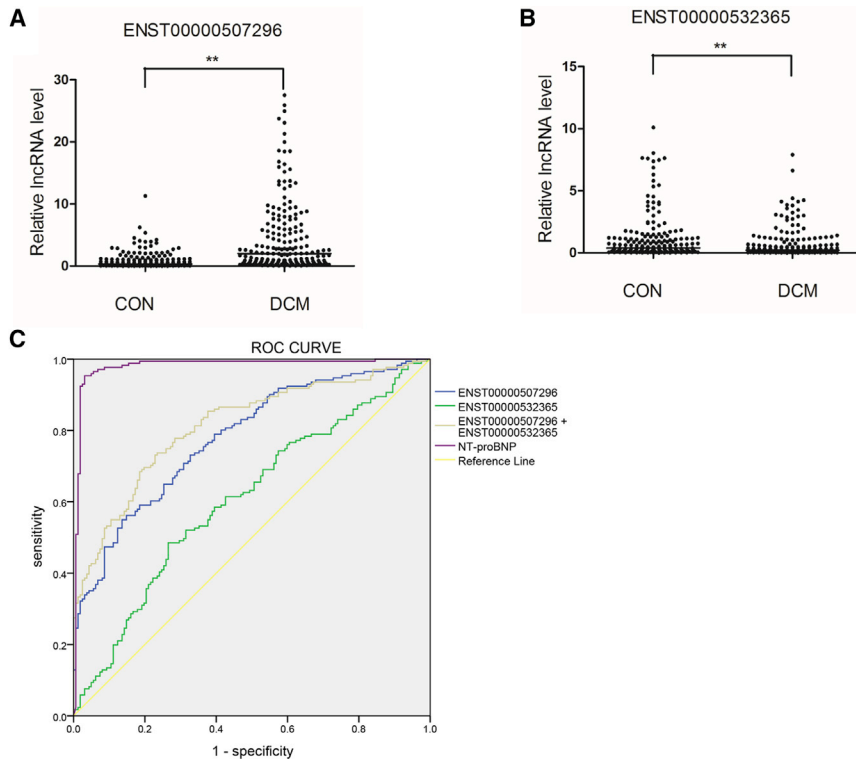 A
ENST00000507296
**
Relative lncRNA level
30
20
10
0
CON
DCM
B
ENST00000532365
**
Relative lncRNA level
15
10
5
0
CON
DCM
C
ROC CURVE
sensitivity
1.0
0.8
0.6
0.4
0.2
0.0
0.0
0.2
0.4
0.6
0.8
1.0
1 - specificity
ENST00000507296
ENST00000532365
ENST00000507296 +
ENST00000532365
NT-proBNP
Reference Line